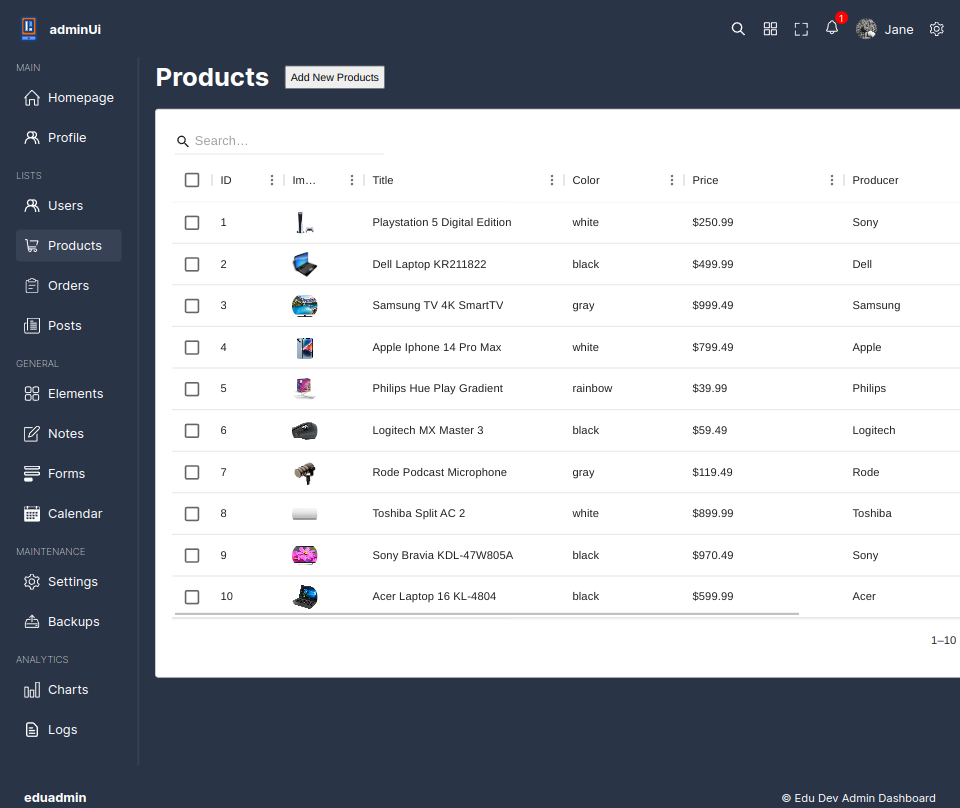 adminUi
1
Jane
MAIN
Homepage
Profile
LISTS
Users
Products
Orders
Posts
GENERAL
Elements
Notes
Forms
Calendar
MAINTENANCE
Settings
Backups
ANALYTICS
Charts
Logs
Products
Add New Products
Search…
ID Im… Title Color Price Producer
1 Playstation 5 Digital Edition white $250.99 Sony
2 Dell Laptop KR211822 black $499.99 Dell
3 Samsung TV 4K SmartTV gray $999.49 Samsung
4 Apple Iphone 14 Pro Max white $799.49 Apple
5 Philips Hue Play Gradient rainbow $39.99 Philips
6 Logitech MX Master 3 black $59.49 Logitech
7 Rode Podcast Microphone gray $119.49 Rode
8 Toshiba Split AC 2 white $899.99 Toshiba
9 Sony Bravia KDL-47W805A black $970.49 Sony
10 Acer Laptop 16 KL-4804 black $599.99 Acer
1–10
eduadmin
© Edu Dev Admin Dashboard